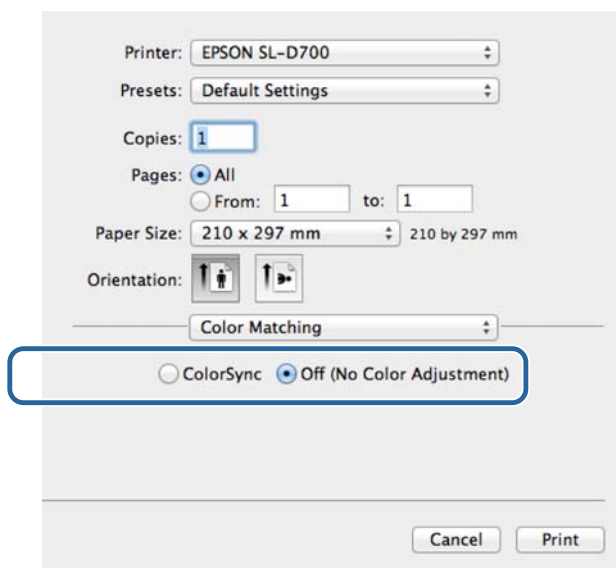 Printer: EPSON SL-D700
Presets: Default Settings
Copies: 1
Pages: All
From: 1 to: 1
Paper Size: 210 x 297 mm 210 by 297 mm
Orientation:
Color Matching
ColorSync Off (No Color Adjustment)
Cancel Print